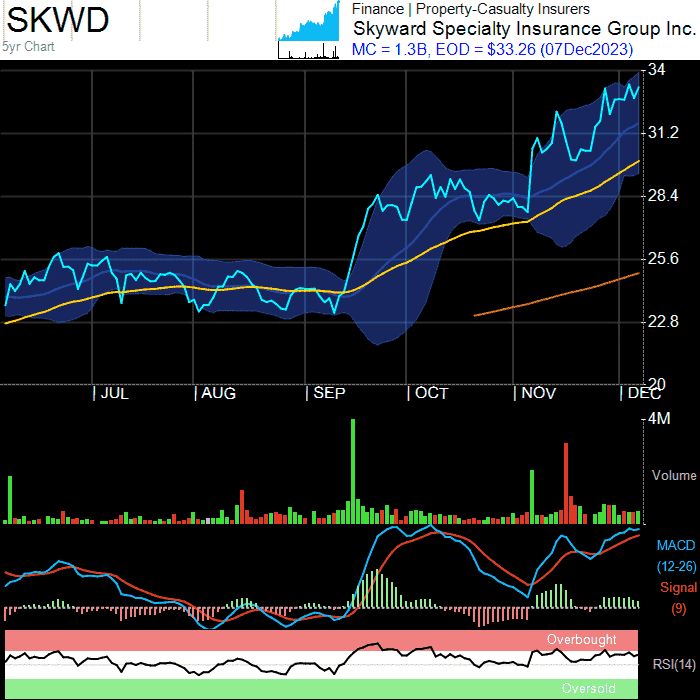 SKWD
5yr Chart
Finance | Property-Casualty Insurers
Skyward Specialty Insurance Group Inc.
MC = 1.3B, EOD = $33.26 (07Dec2023)
34
31.2
28.4
25.6
22.8
20
JUL AUG SEP OCT NOV DEC
4M
Volume
MACD
(12-26)
Signal
(9)
Overbought
RSI(14)
Oversold